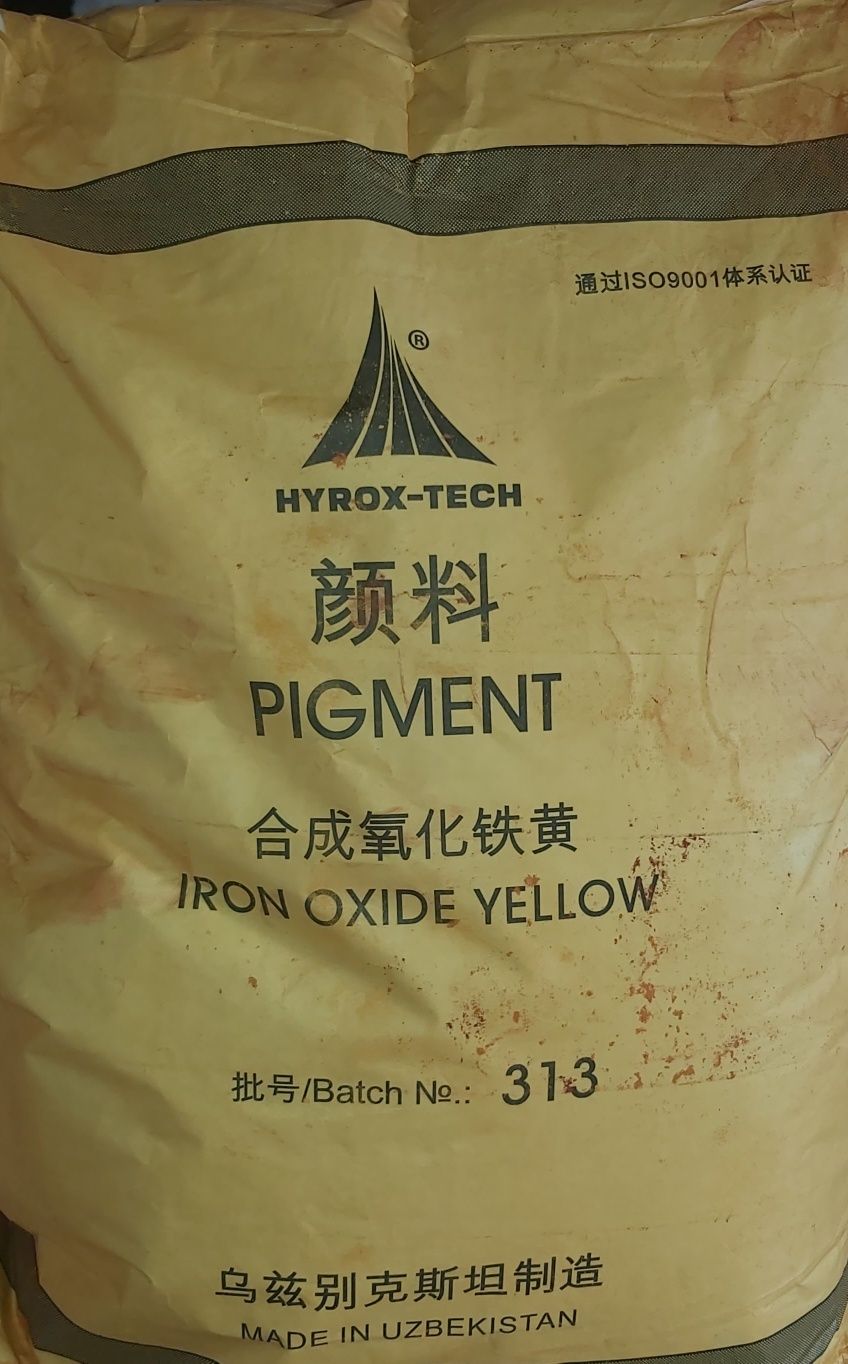 通过ISO9001体系认证
®
HYROX-TECH
颜料
PIGMENT
合成氧化铁黄
IRON OXIDE YELLOW
批号/Batch №.: 313
乌兹别克斯坦制造
MADE IN UZBEKISTAN